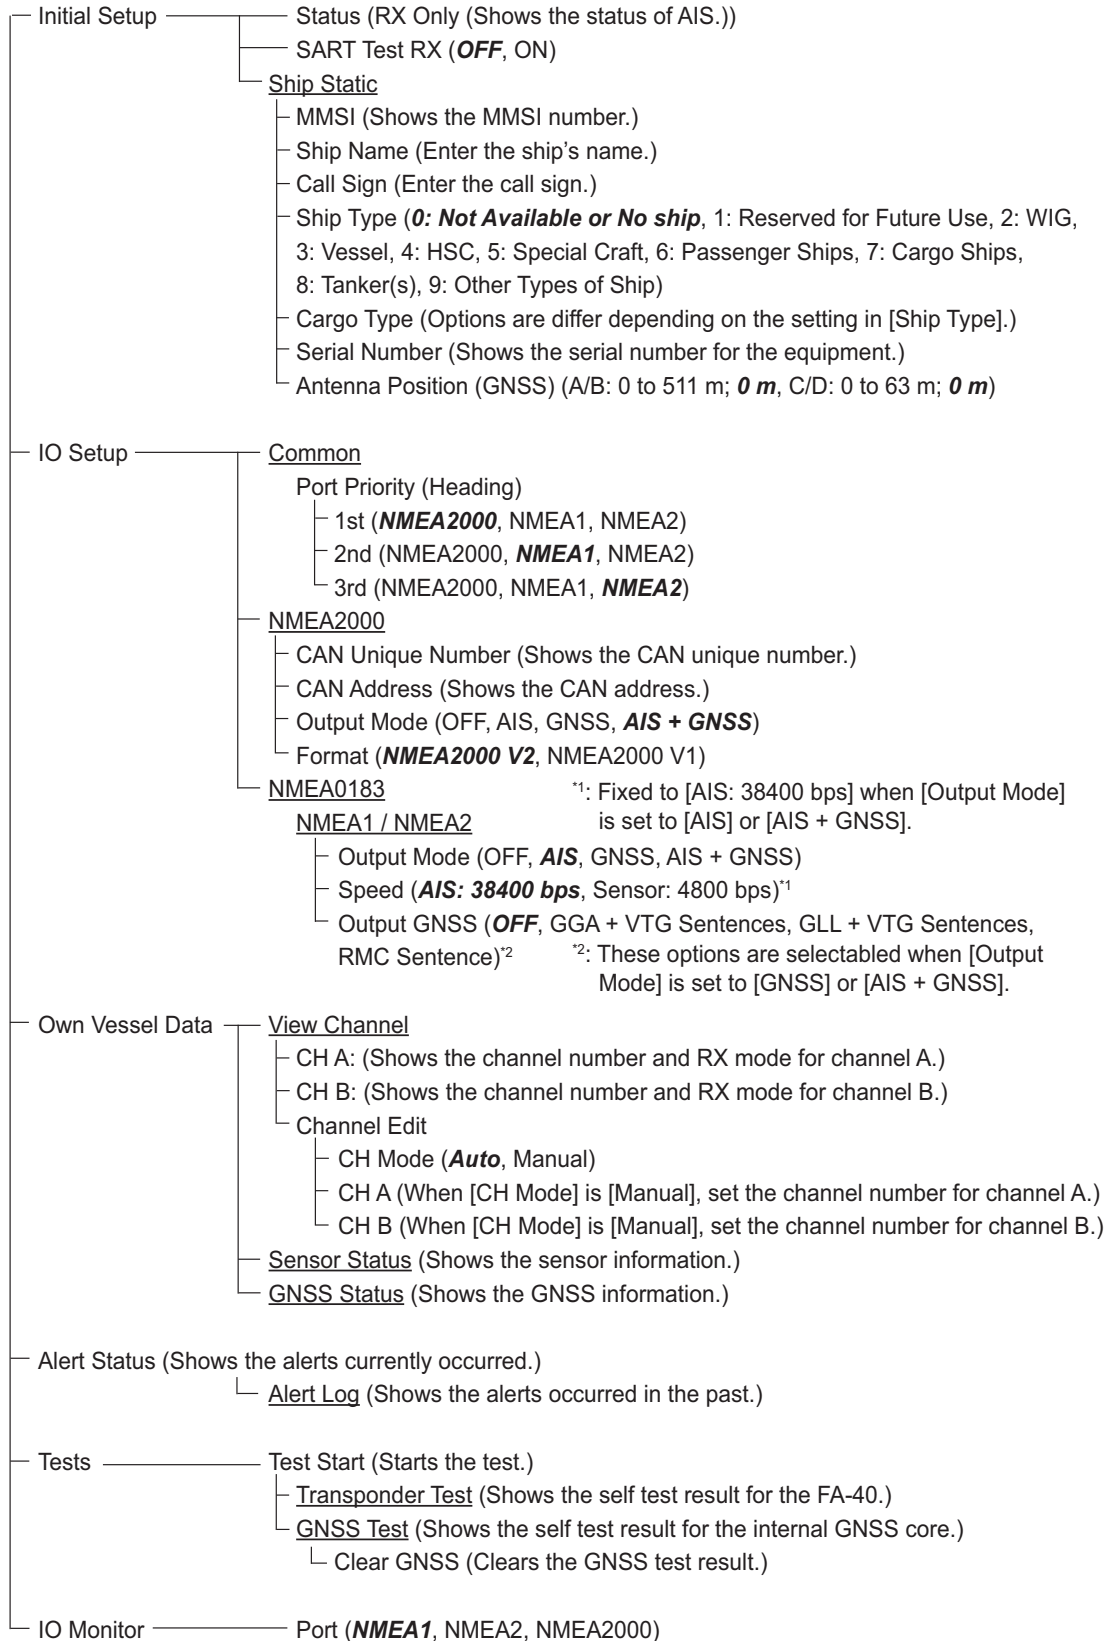 Initial Setup
Status (RX Only (Shows the status of AIS.))
SART Test RX (OFF, ON)
Ship Static
MMSI (Shows the MMSI number.)
Ship Name (Enter the ship's name.)
Call Sign (Enter the call sign.)
Ship Type (0: Not Available or No ship, 1: Reserved for Future Use, 2: WIG,
3: Vessel, 4: HSC, 5: Special Craft, 6: Passenger Ships, 7: Cargo Ships,
8: Tanker(s), 9: Other Types of Ship)
Cargo Type (Options are differ depending on the setting in [Ship Type].)
Serial Number (Shows the serial number for the equipment.)
Antenna Position (GNSS) (A/B: 0 to 511 m; 0 m, C/D: 0 to 63 m; 0 m)
IO Setup
Common
Port Priority (Heading)
1st (NMEA2000, NMEA1, NMEA2)
2nd (NMEA2000, NMEA1, NMEA2)
3rd (NMEA2000, NMEA1, NMEA2)
NMEA2000
CAN Unique Number (Shows the CAN unique number.)
CAN Address (Shows the CAN address.)
Output Mode (OFF, AIS, GNSS, AIS + GNSS)
Format (NMEA2000 V2, NMEA2000 V1)
NMEA0183
*1: Fixed to [AIS: 38400 bps] when [Output Mode]
is set to [AIS] or [AIS + GNSS].
NMEA1 / NMEA2
Output Mode (OFF, AIS, GNSS, AIS + GNSS)
Speed (AIS: 38400 bps, Sensor: 4800 bps)*1
Output GNSS (OFF, GGA + VTG Sentences, GLL + VTG Sentences,
RMC Sentence)*2
*2: These options are selectabled when [Output
Mode] is set to [GNSS] or [AIS + GNSS].
Own Vessel Data
View Channel
CH A: (Shows the channel number and RX mode for channel A.)
CH B: (Shows the channel number and RX mode for channel B.)
Channel Edit
CH Mode (Auto, Manual)
CH A (When [CH Mode] is [Manual], set the channel number for channel A.)
CH B (When [CH Mode] is [Manual], set the channel number for channel B.)
Sensor Status (Shows the sensor information.)
GNSS Status (Shows the GNSS information.)
Alert Status (Shows the alerts currently occurred.)
Alert Log (Shows the alerts occurred in the past.)
Tests
Test Start (Starts the test.)
Transponder Test (Shows the self test result for the FA-40.)
GNSS Test (Shows the self test result for the internal GNSS core.)
Clear GNSS (Clears the GNSS test result.)
IO Monitor
Port (NMEA1, NMEA2, NMEA2000)